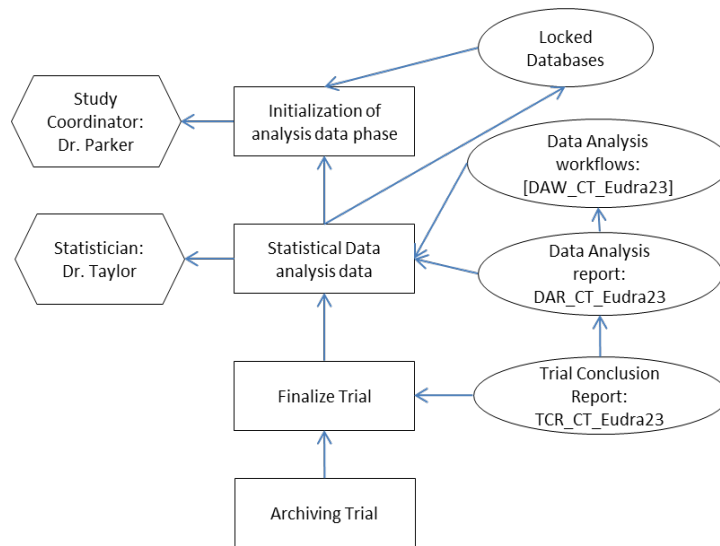 Locked
Databases
Study
Coordinator:
Dr. Parker
Initialization of
analysis data phase
Data Analysis
workflows:
[DAW_CT_Eudra23]
Statistician:
Dr. Taylor
Statistical Data
analysis data
Data Analysis
report:
DAR_CT_Eudra23
Finalize Trial
Trial Conclusion
Report:
TCR_CT_Eudra23
Archiving Trial